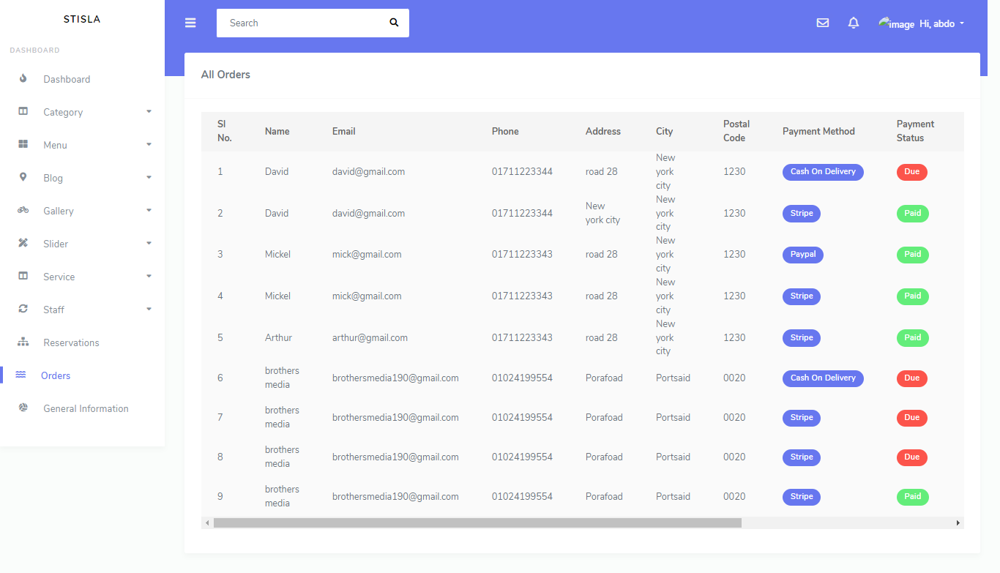 STISLA
Search
image Hi, abdo
DASHBOARD
Dashboard
Category
Menu
Blog
Gallery
Slider
Service
Staff
Reservations
Orders
General Information
All Orders
Sl No. Name Email Phone Address City Postal Code Payment Method Payment Status
1 David david@gmail.com 01711223344 road 28 New york city 1230 Cash On Delivery Due
2 David david@gmail.com 01711223344 New york city New york city 1230 Stripe Paid
3 Mickel mick@gmail.com 01711223343 road 28 New york city 1230 Paypal Paid
4 Mickel mick@gmail.com 01711223343 road 28 New york city 1230 Stripe Paid
5 Arthur arthur@gmail.com 01711223343 road 28 New york city 1230 Stripe Paid
6 brothers media brothersmedia190@gmail.com 01024199554 Porafoad Portsaid 0020 Cash On Delivery Due
7 brothers media brothersmedia190@gmail.com 01024199554 Porafoad Portsaid 0020 Stripe Due
8 brothers media brothersmedia190@gmail.com 01024199554 Porafoad Portsaid 0020 Stripe Due
9 brothers media brothersmedia190@gmail.com 01024199554 Porafoad Portsaid 0020 Stripe Paid